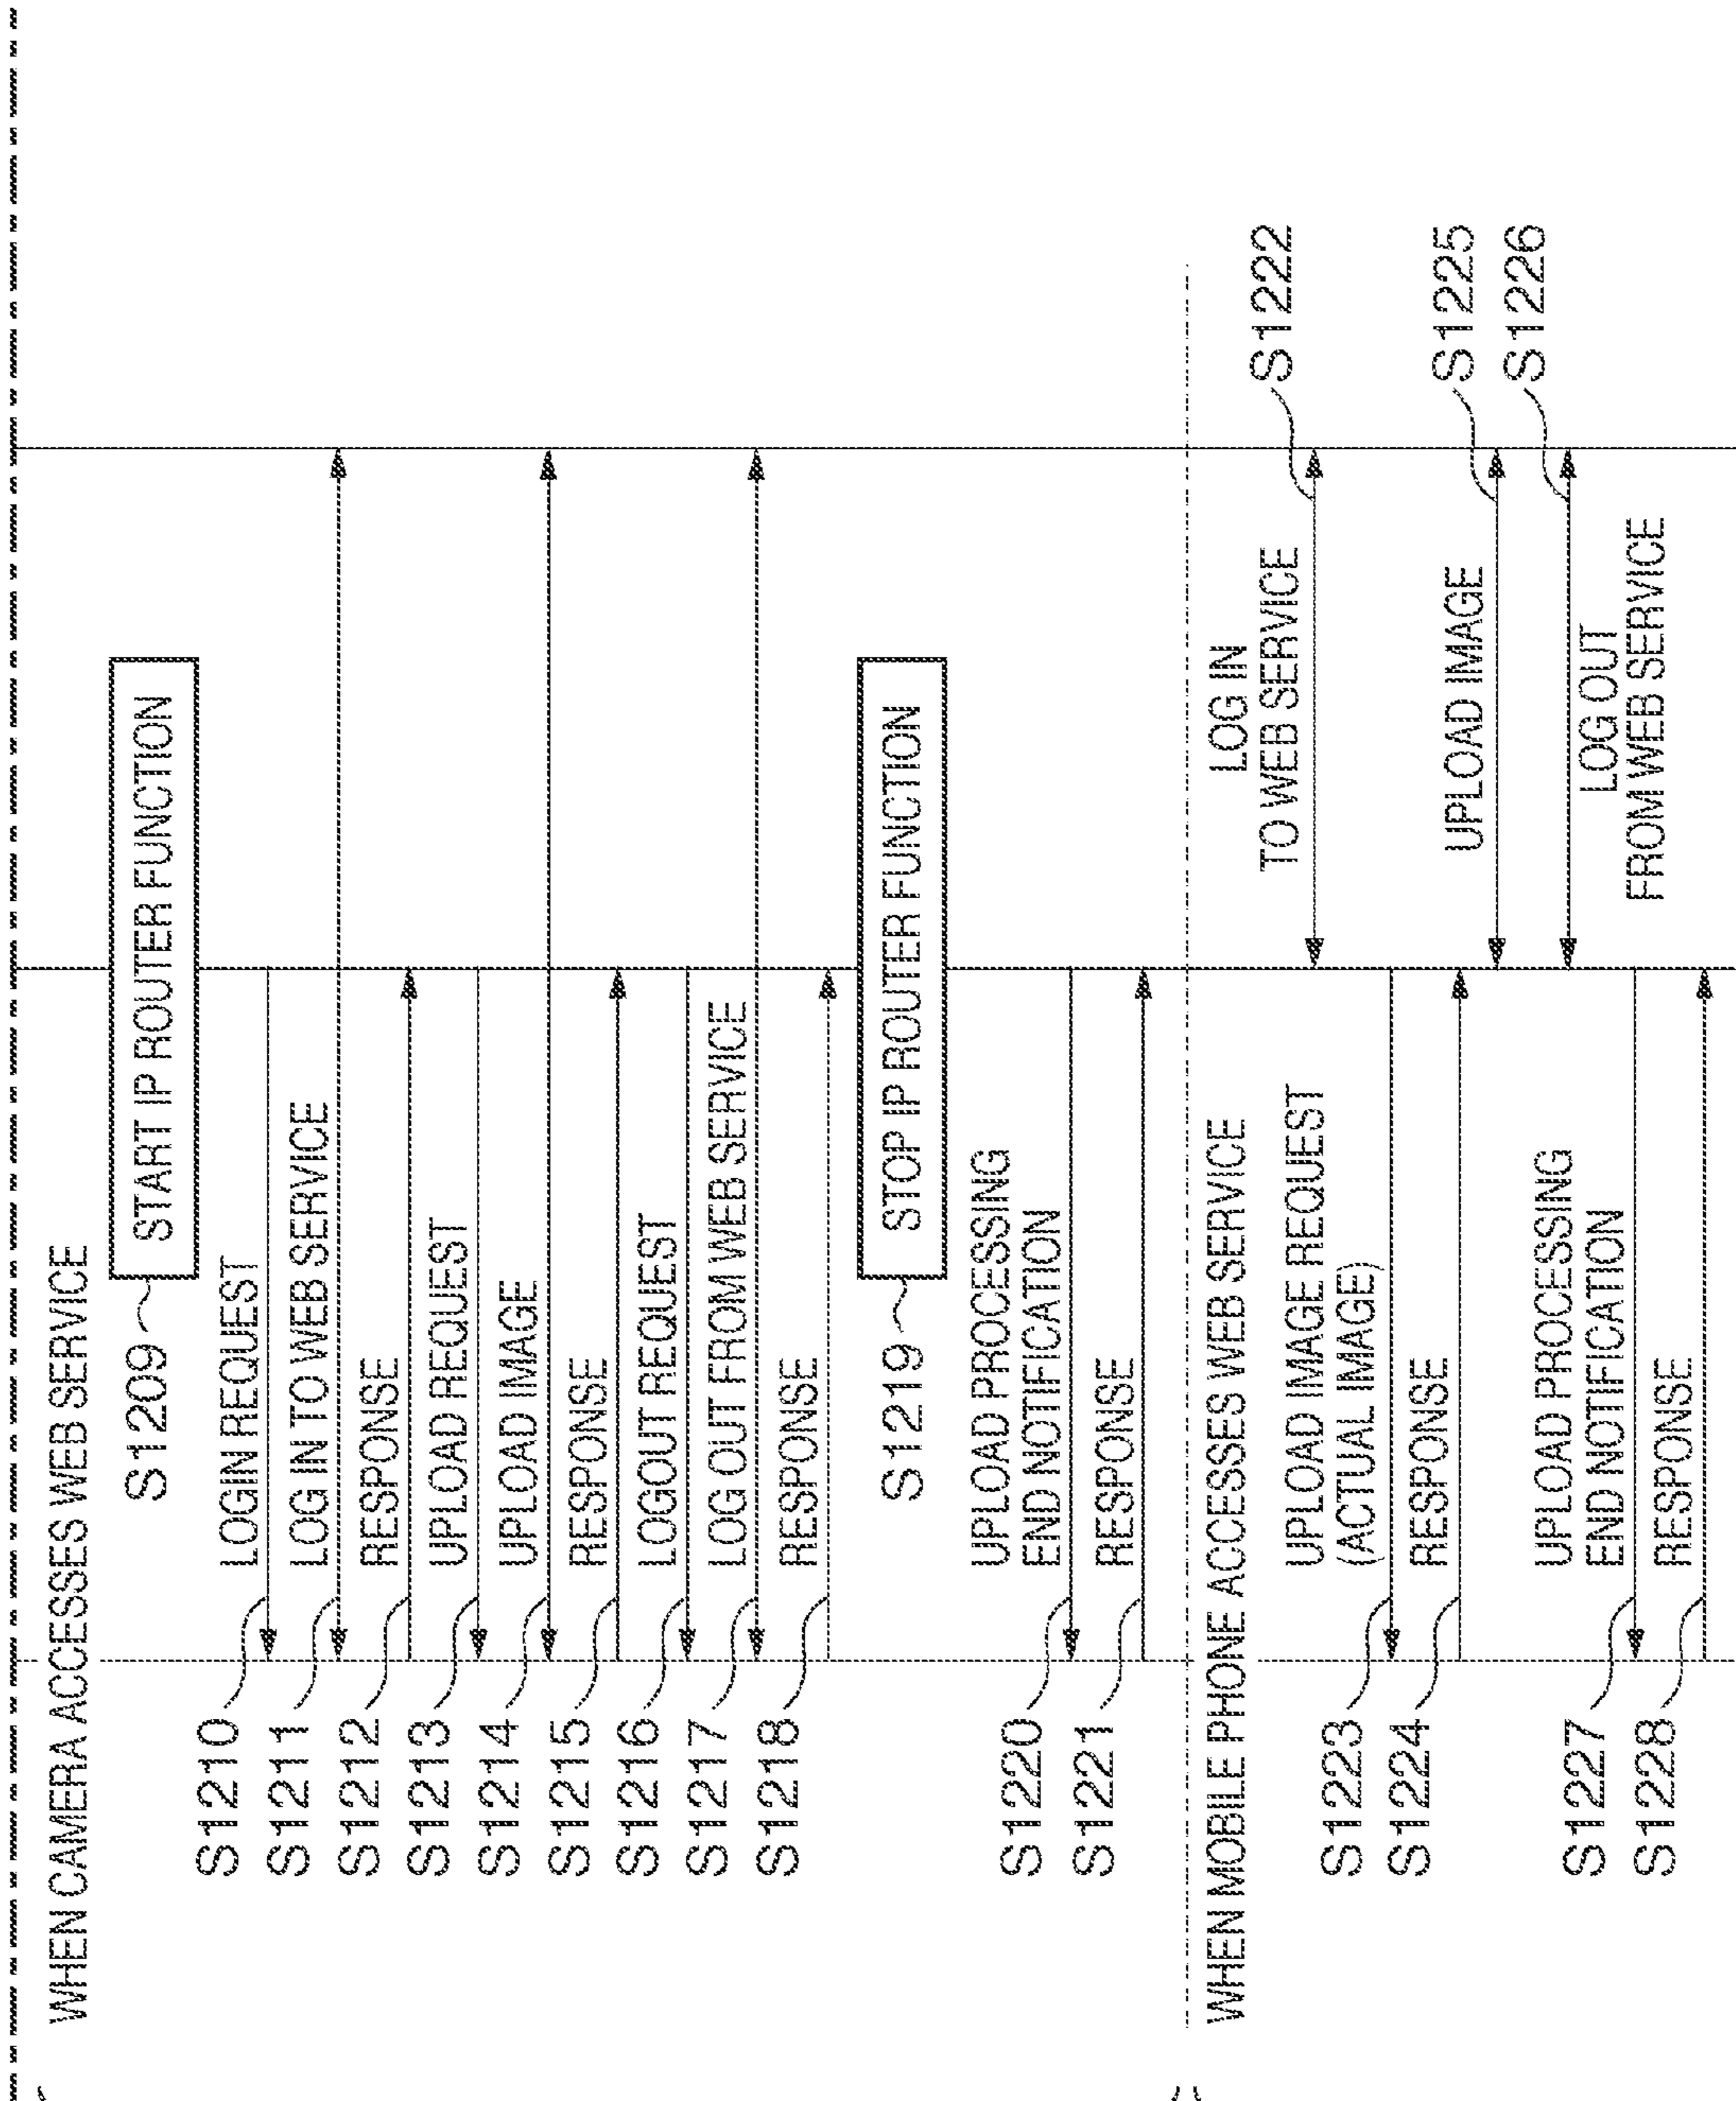 WHEN CAMERA ACCESSES WEB SERVICE
S1209
START IP ROUTER FUNCTION
S1210
LOGIN REQUEST
S1211
LOG IN TO WEB SERVICE
S1212
RESPONSE
S1213
UPLOAD REQUEST
S1214
UPLOAD IMAGE
S1215
RESPONSE
S1216
LOGOUT REQUEST
S1217
LOG OUT FROM WEB SERVICE
S1218
RESPONSE
S1219
STOP IP ROUTER FUNCTION
S1220
UPLOAD PROCESSING
END NOTIFICATION
S1221
RESPONSE
WHEN MOBILE PHONE ACCESSES WEB SERVICE
LOG IN
TO WEB SERVICE
S1222
S1223
UPLOAD IMAGE REQUEST
(ACTUAL IMAGE)
S1224
RESPONSE
UPLOAD IMAGE
S1225
S1226
LOG OUT
FROM WEB SERVICE
S1227
UPLOAD PROCESSING
END NOTIFICATION
S1228
RESPONSE